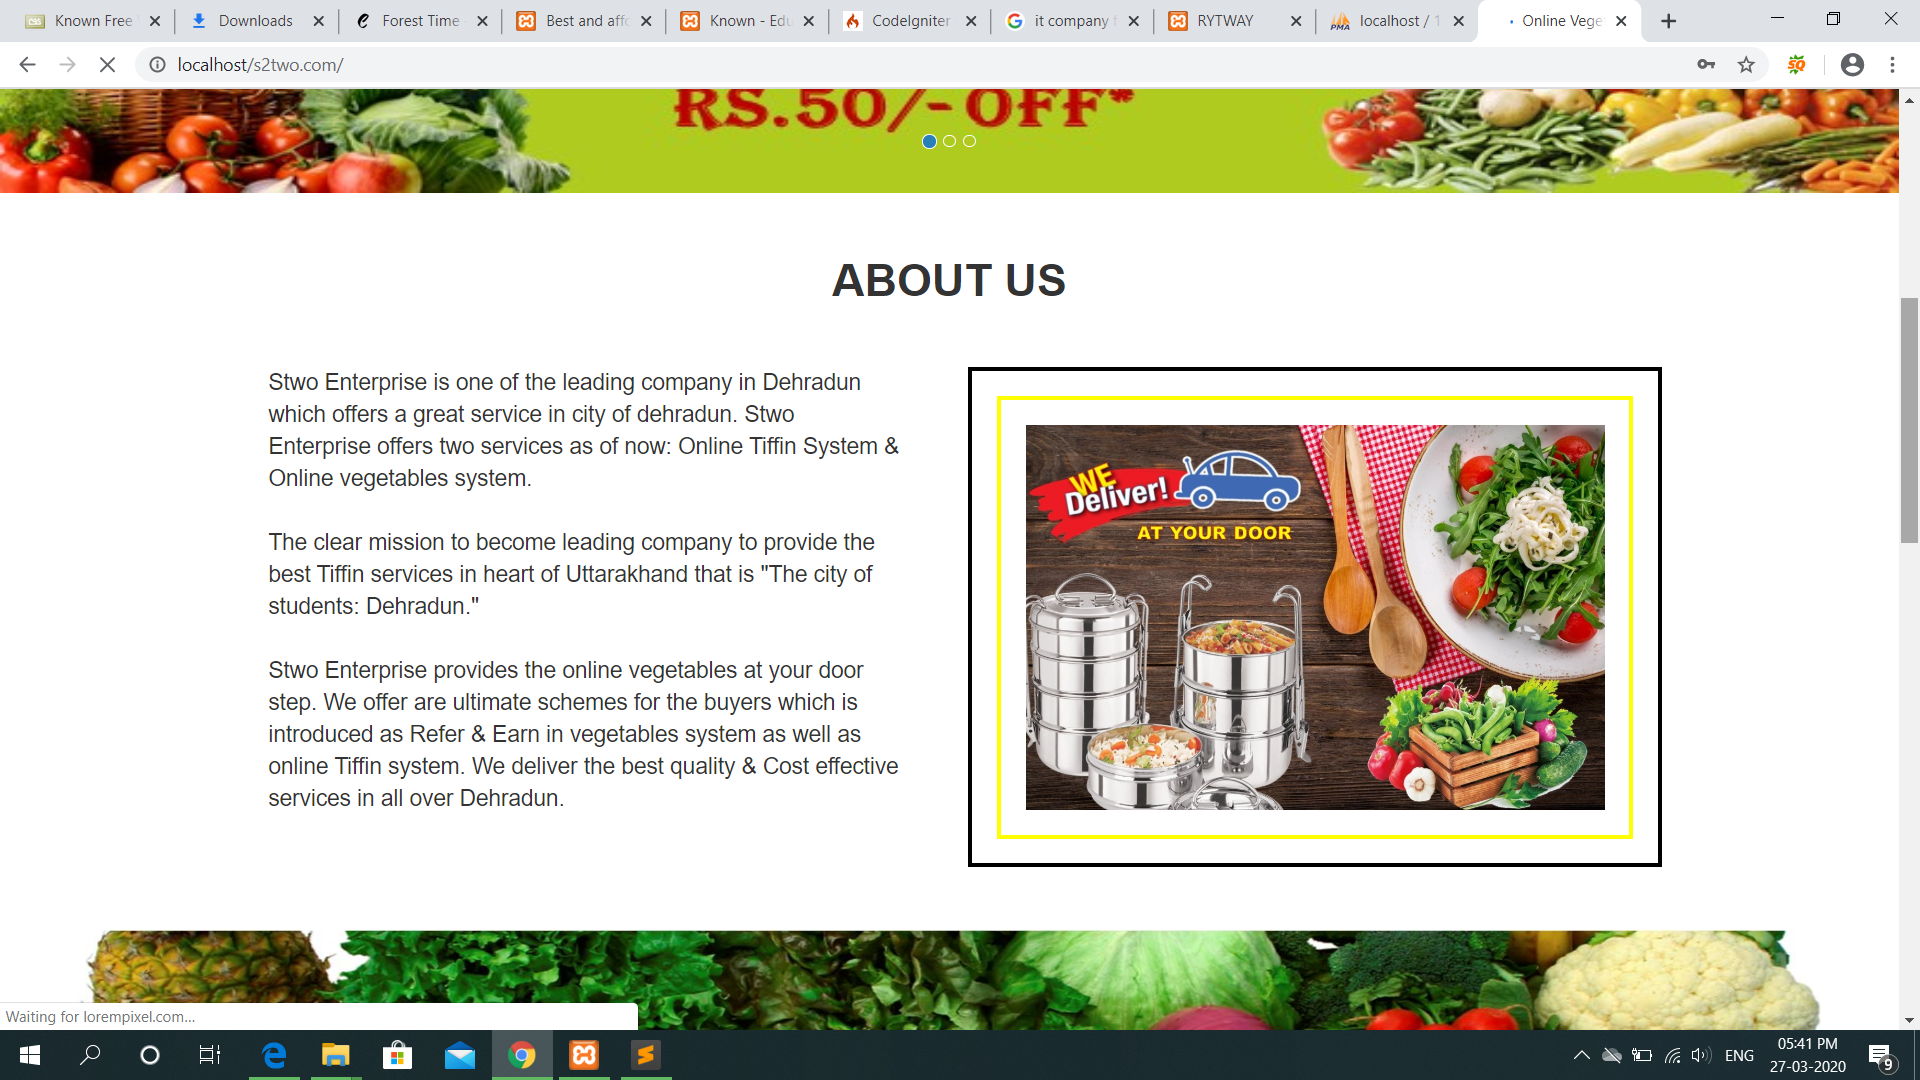 Known Free
Downloads
Forest Time
Best and affo
Known - Edu
CodeIgniter
it company f
RYTWAY
localhost / 1
Online Vege
localhost/s2two.com/
RS.50/- OFF*
ABOUT US
Stwo Enterprise is one of the leading company in Dehradun
which offers a great service in city of dehradun. Stwo
Enterprise offers two services as of now: Online Tiffin System &
Online vegetables system.
The clear mission to become leading company to provide the
best Tiffin services in heart of Uttarakhand that is "The city of
students: Dehradun."
Stwo Enterprise provides the online vegetables at your door
step. We offer are ultimate schemes for the buyers which is
introduced as Refer & Earn in vegetables system as well as
online Tiffin system. We deliver the best quality & Cost effective
services in all over Dehradun.
WE
Deliver!
AT YOUR DOOR
Waiting for lorempixel.com...
ENG
05:41 PM
27-03-2020
9